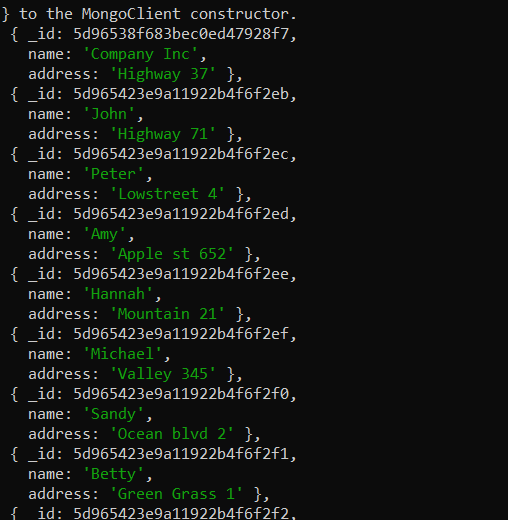 } to the MongoClient constructor.
{ _id: 5d96538f683bec0ed47928f7,
name: 'Company Inc',
address: 'Highway 37' },
{ _id: 5d965423e9a11922b4f6f2eb,
name: 'John',
address: 'Highway 71' },
{ _id: 5d965423e9a11922b4f6f2ec,
name: 'Peter',
address: 'Lowstreet 4' },
{ _id: 5d965423e9a11922b4f6f2ed,
name: 'Amy',
address: 'Apple st 652' },
{ _id: 5d965423e9a11922b4f6f2ee,
name: 'Hannah',
address: 'Mountain 21' },
{ _id: 5d965423e9a11922b4f6f2ef,
name: 'Michael',
address: 'Valley 345' },
{ _id: 5d965423e9a11922b4f6f2f0,
name: 'Sandy',
address: 'Ocean blvd 2' },
{ _id: 5d965423e9a11922b4f6f2f1,
name: 'Betty',
address: 'Green Grass 1' },
{ _id: 5d965423e9a11922b4f6f2f2,